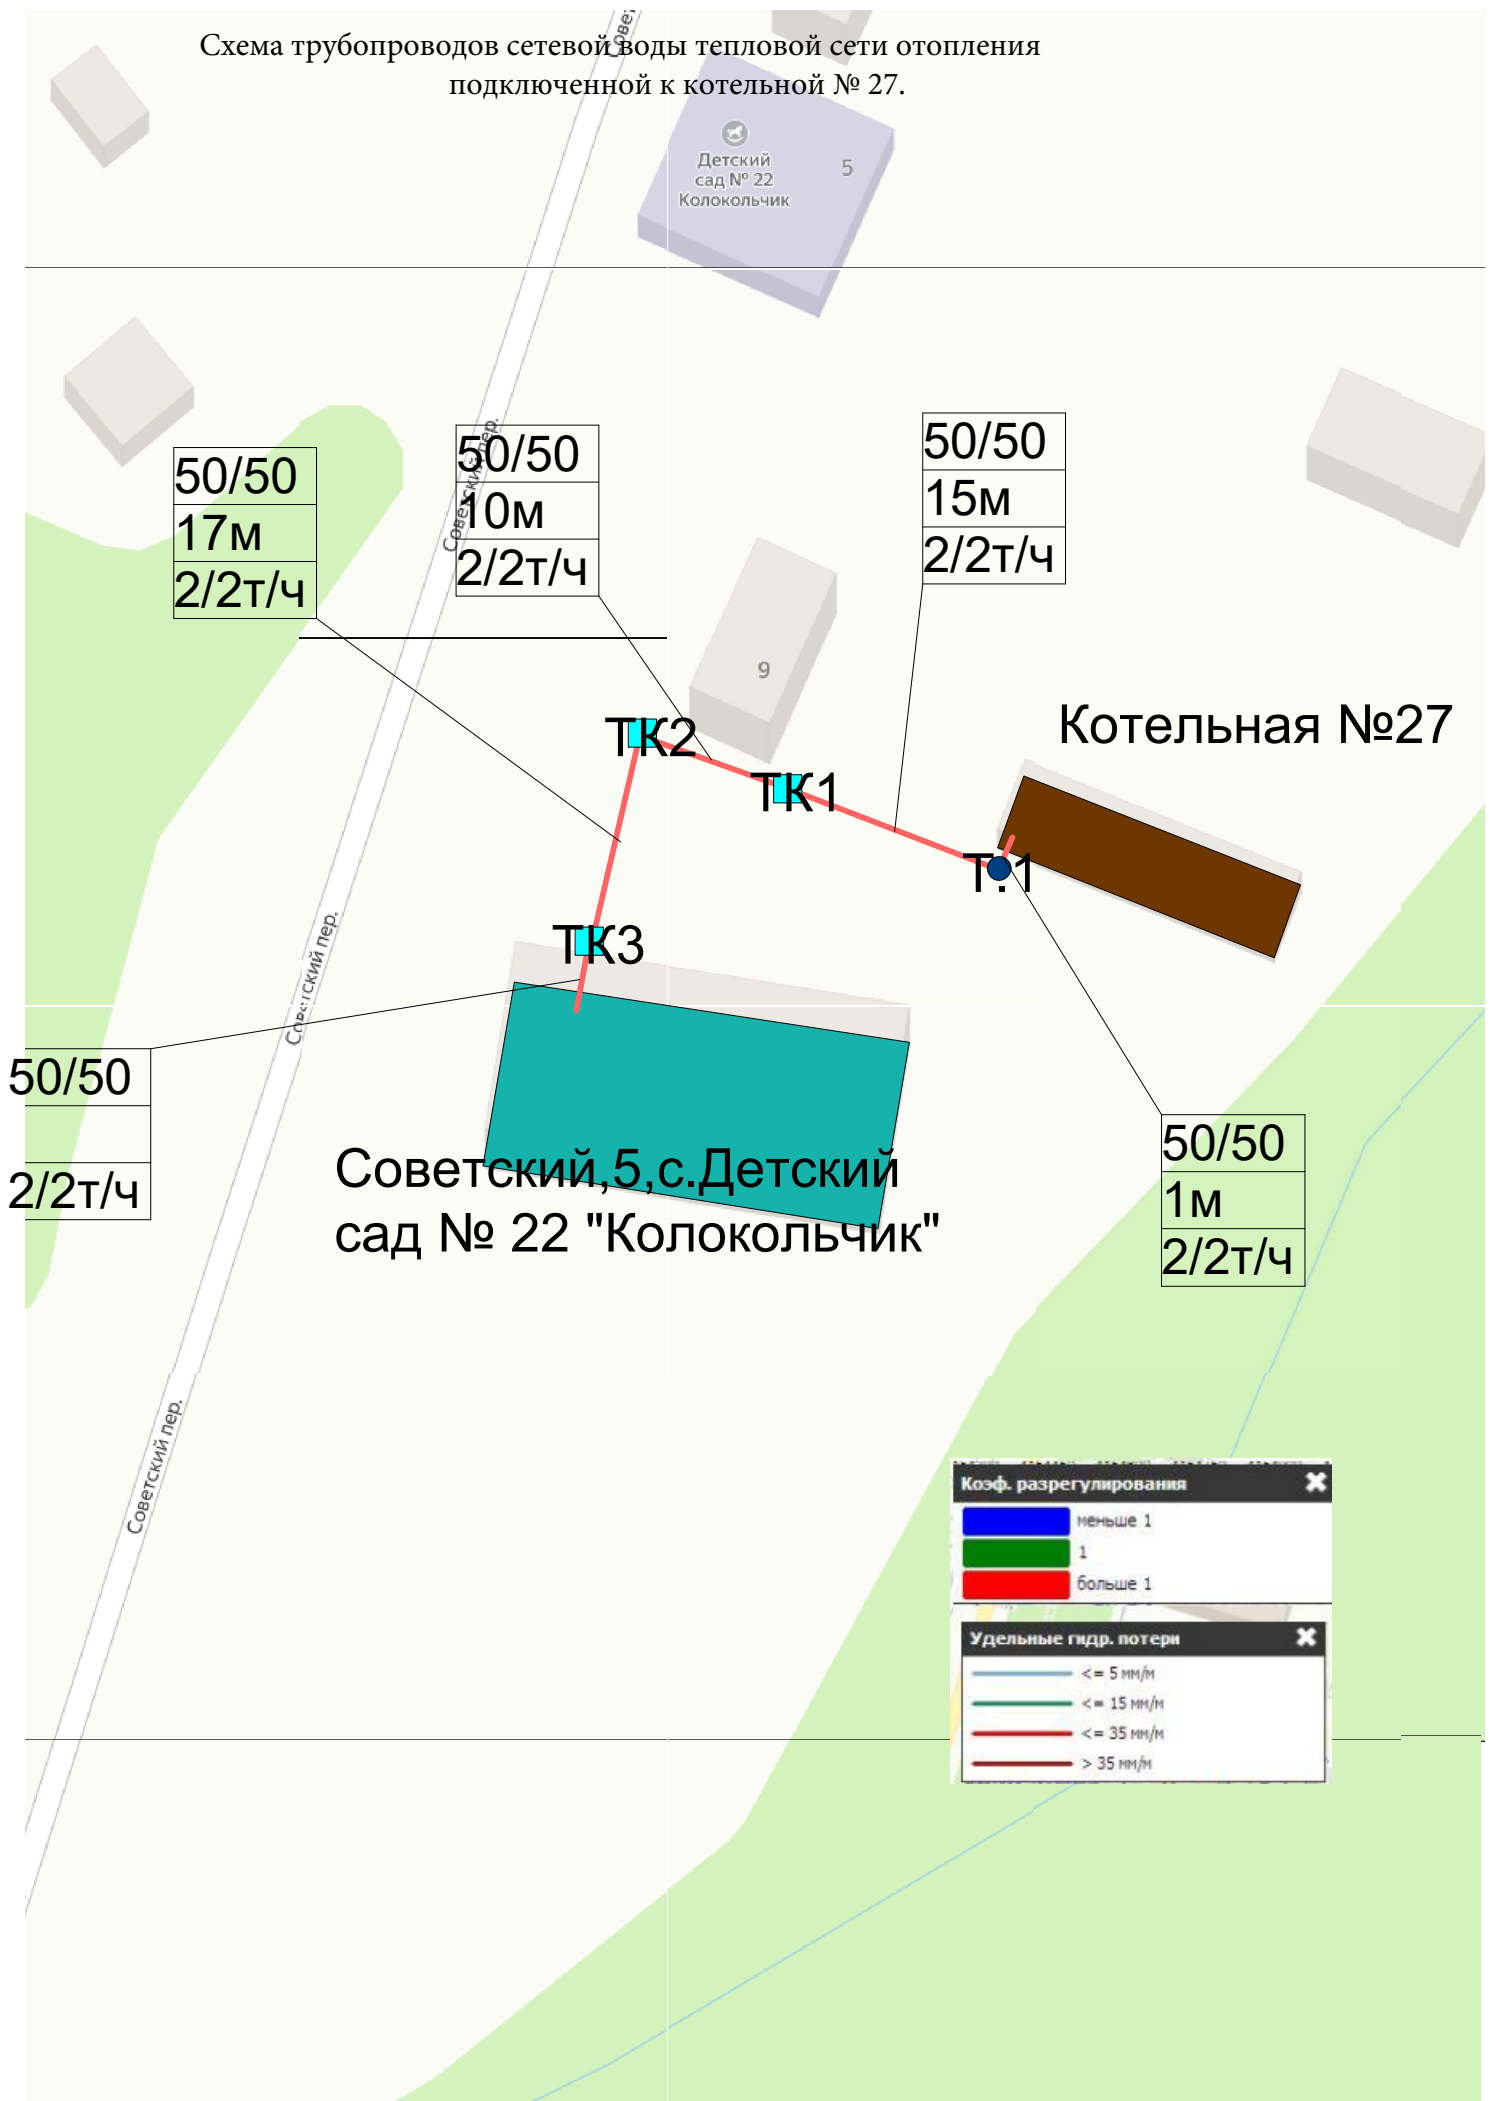 Схема трубопроводов сетевой воды тепловой сети отопления
подключенной к котельной № 27.
Детский
сад № 22
Колокольчик
5
50/50
17м
2/2т/ч
50/50
10м
2/2т/ч
50/50
15м
2/2т/ч
Советский пер.
9
Котельная №27
ТК2
ТК1
Т.1
ТК3
Советский пер.
50/50
2/2т/ч
Советский,5,с.Детский
сад № 22 "Колокольчик"
50/50
1м
2/2т/ч
Советский пер.
Коэф. разрегулирования
меньше 1
1
больше 1
Удельные гидр. потери
<= 5 мм/м
<= 15 мм/м
<= 35 мм/м
> 35 мм/м